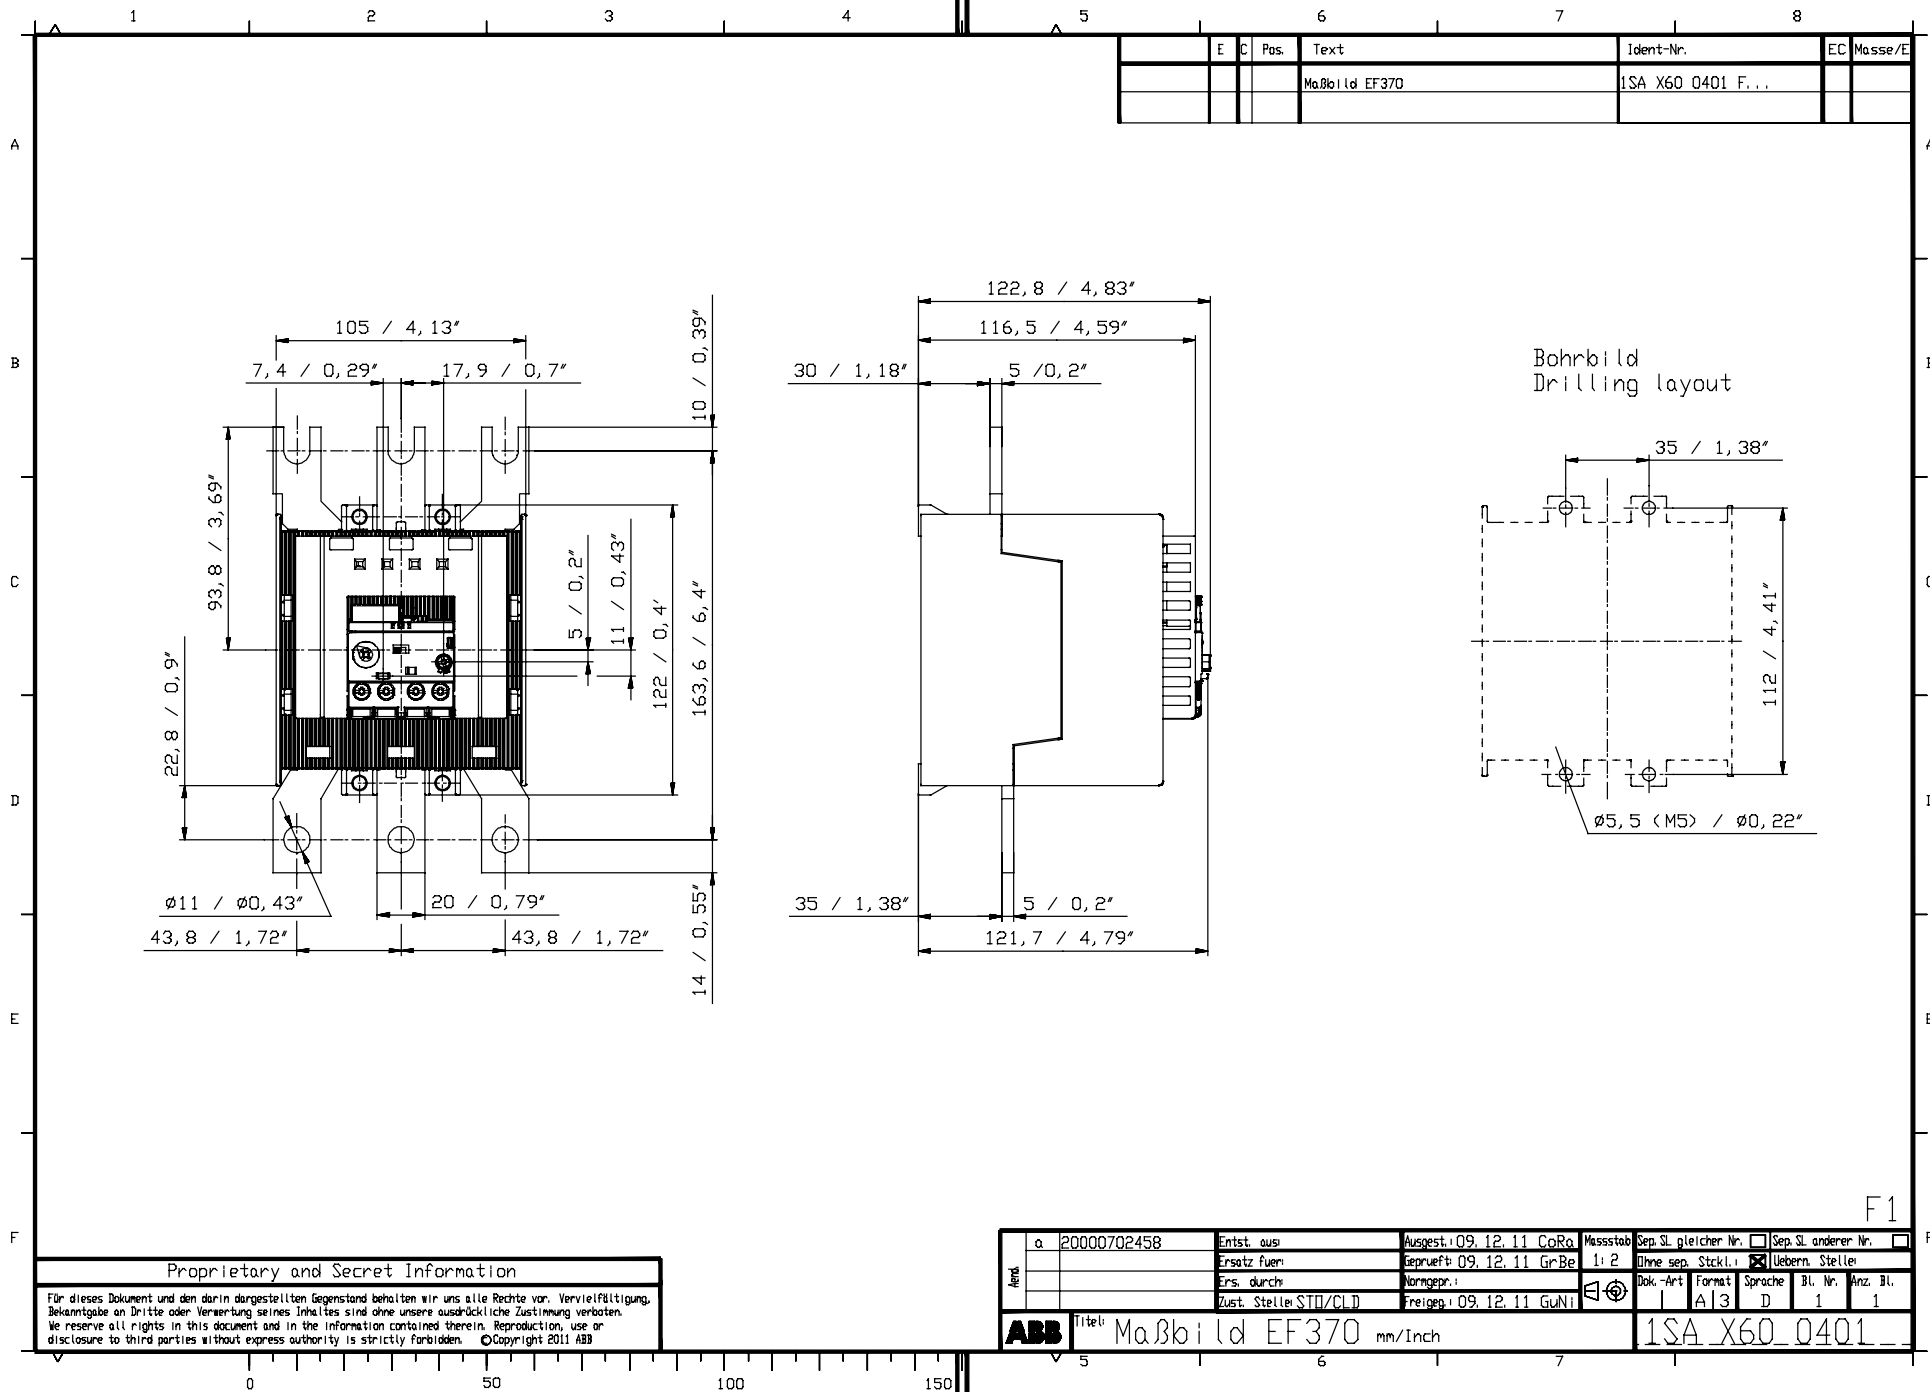 1 2 3 4 5 6 7 8
E C Pos. Text Ident-Nr. EC Masse/E
Maßbild EF370 1SA X60 0401 F...
A
B
C
D
E
F
105 / 4,13"
7,4 / 0,29" 17,9 / 0,7"
10 / 0,39"
93,8 / 3,69"
22,8 / 0,9"
5 / 0,2"
11 / 0,43"
122 / 0,4'
163,6 / 6,4"
14 / 0,55"
ø11 / ø0,43" 20 / 0,79"
43,8 / 1,72" 43,8 / 1,72"
122,8 / 4,83"
116,5 / 4,59"
30 / 1,18" 5 /0,2"
35 / 1,38" 5 / 0,2"
121,7 / 4,79"
Bohrbild
Drilling layout
35 / 1,38"
112 / 4,41"
ø5,5 (M5) / ø0,22"
F1
Proprietary and Secret Information
Für dieses Dokument und den darin dargestellten Gegenstand behalten wir uns alle Rechte vor. Vervielfältigung,
Bekanntgabe an Dritte oder Verwertung seines Inhaltes sind ohne unsere ausdrückliche Zustimmung verboten.
We reserve all rights in this document and in the information contained therein. Reproduction, use or
disclosure to third parties without express authority is strictly forbidden. ©Copyright 2011 ABB
Aend.
a 20000702458
Entst. aus: Ausgest.: 09.12.11 CoRa
Ersatz fuer: Geprueft: 09.12.11 GrBe
Ers. durch: Normgepr.:
Zust. Stelle: STO/CLD Freigeg.: 09.12.11 GuNi
Massstab
1:2
Sep. SL gleicher Nr. Sep. SL anderer Nr.
Ohne sep. Stckl.: Uebern. Stelle:
Dok.-Art Format Sprache Bl. Nr. Anz. Bl.
A 3 D 1 1
ABB Titel: Maßbild EF370 mm/Inch
1SA X60 0401
5 6 7
0 50 100 150